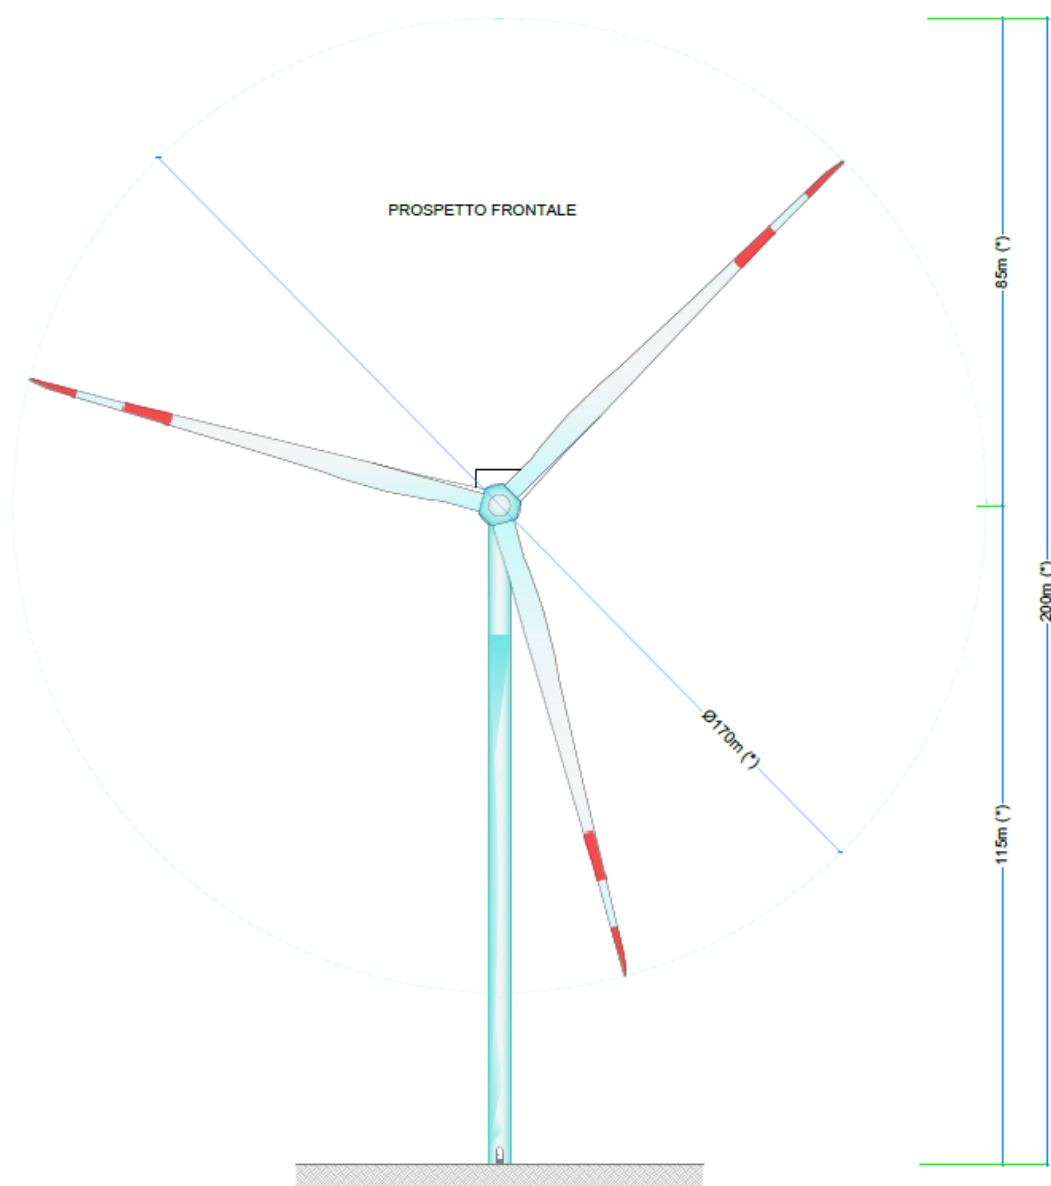 PROSPETTO FRONTALE
85m (*)
200m (*)
Ø170m (*)
115m (*)